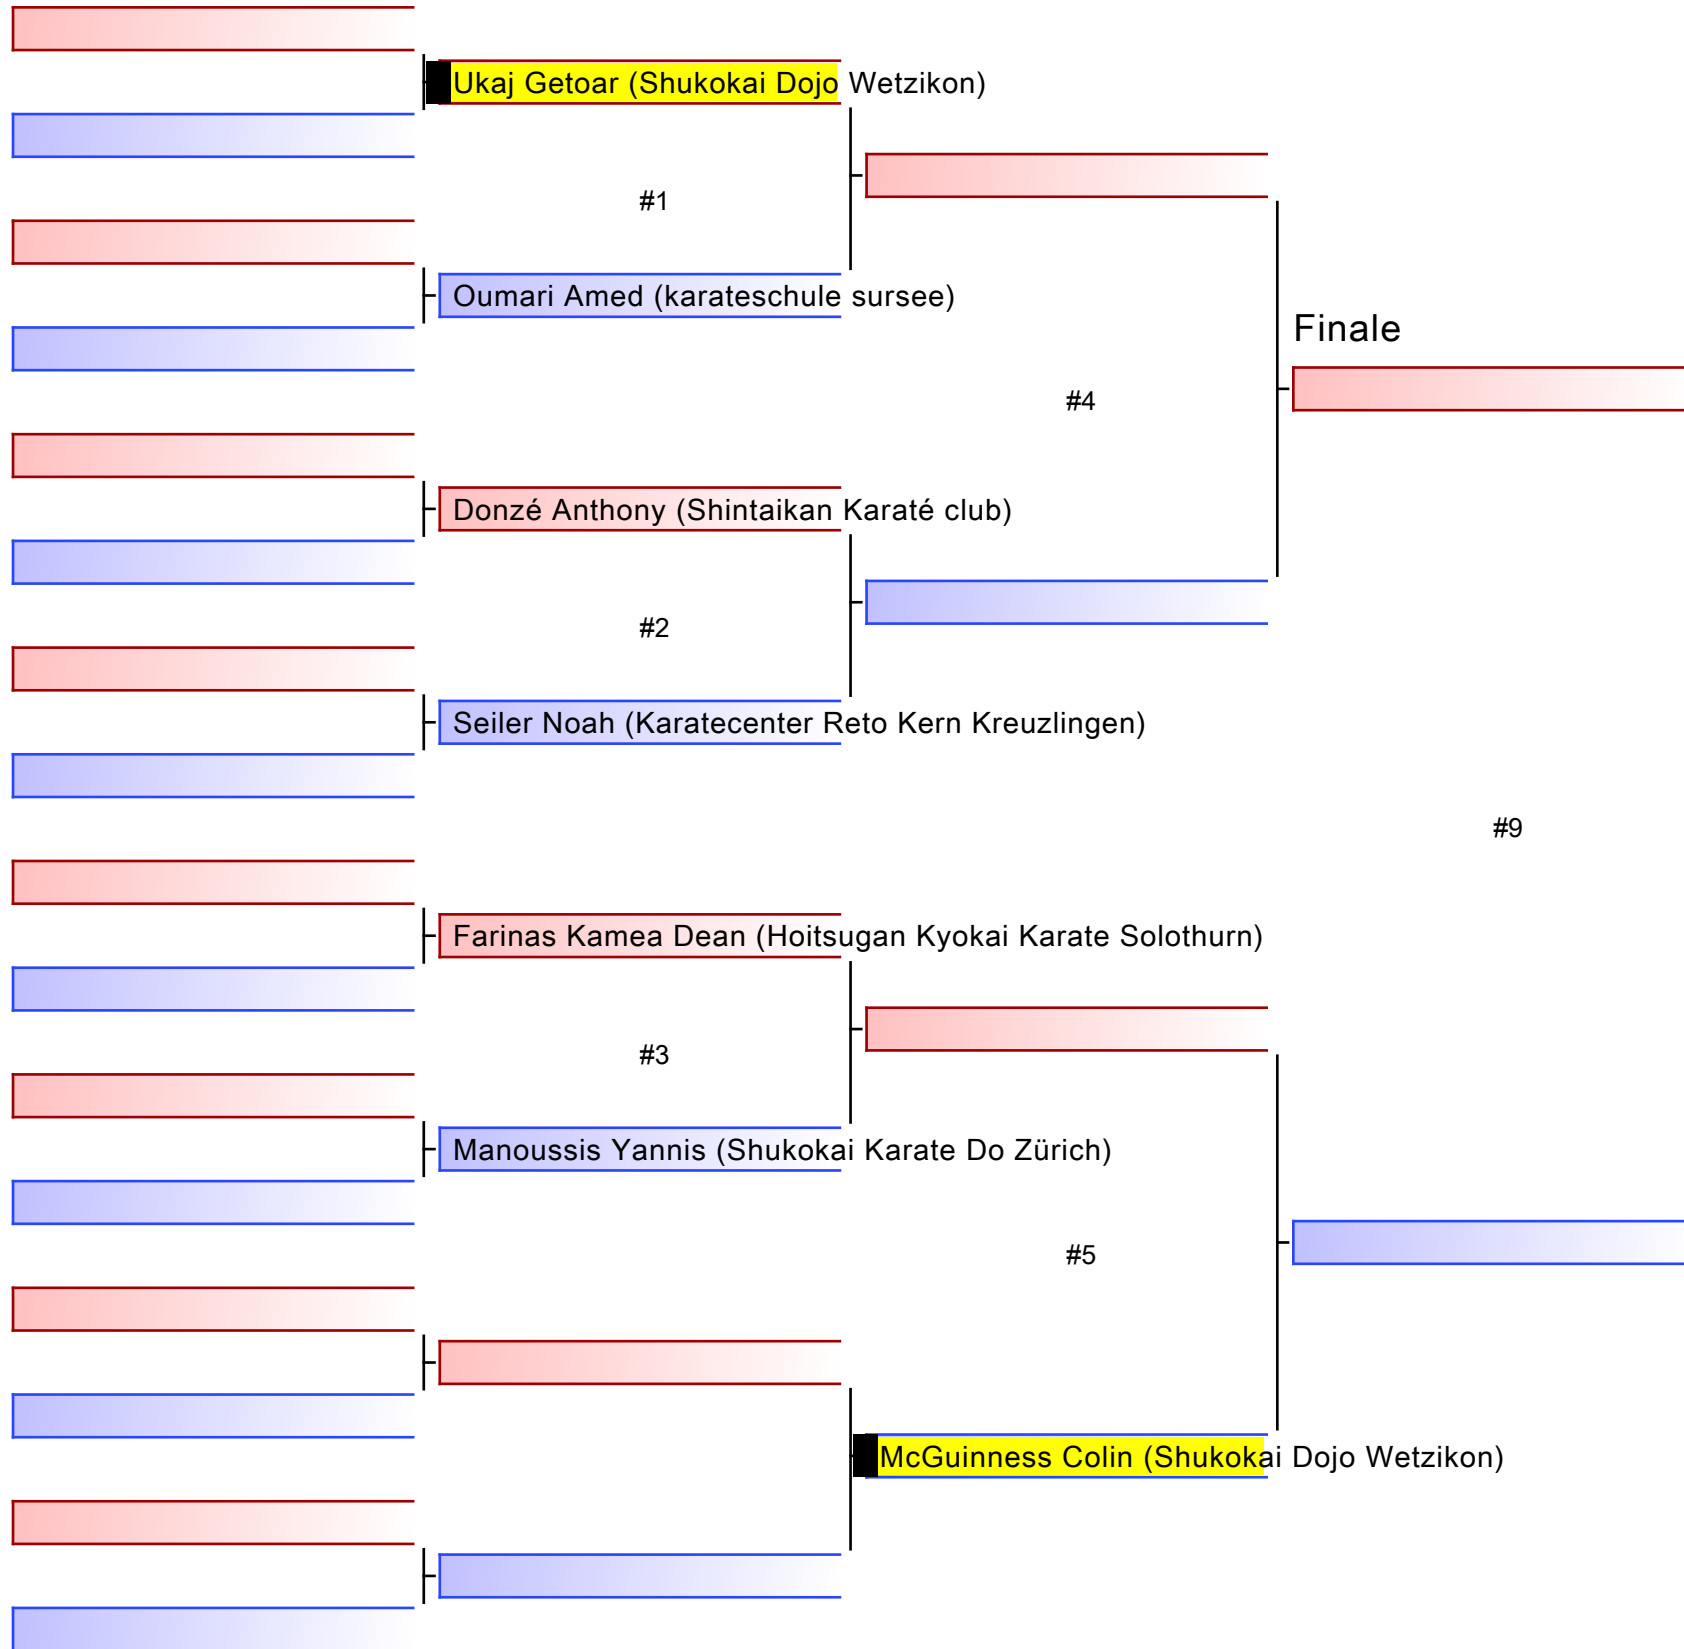 Ukaj Getoar (Shukokai Dojo Wetzikon)
#1
Oumari Amed (karateschule sursee)
Finale
#4
Donzé Anthony (Shintaikan Karaté club)
#2
Seiler Noah (Karatecenter Reto Kern Kreuzlingen)
#9
Farinas Kamea Dean (Hoitsugan Kyokai Karate Solothurn)
#3
Manoussis Yannis (Shukokai Karate Do Zürich)
#5
McGuinness Colin (Shukokai Dojo Wetzikon)